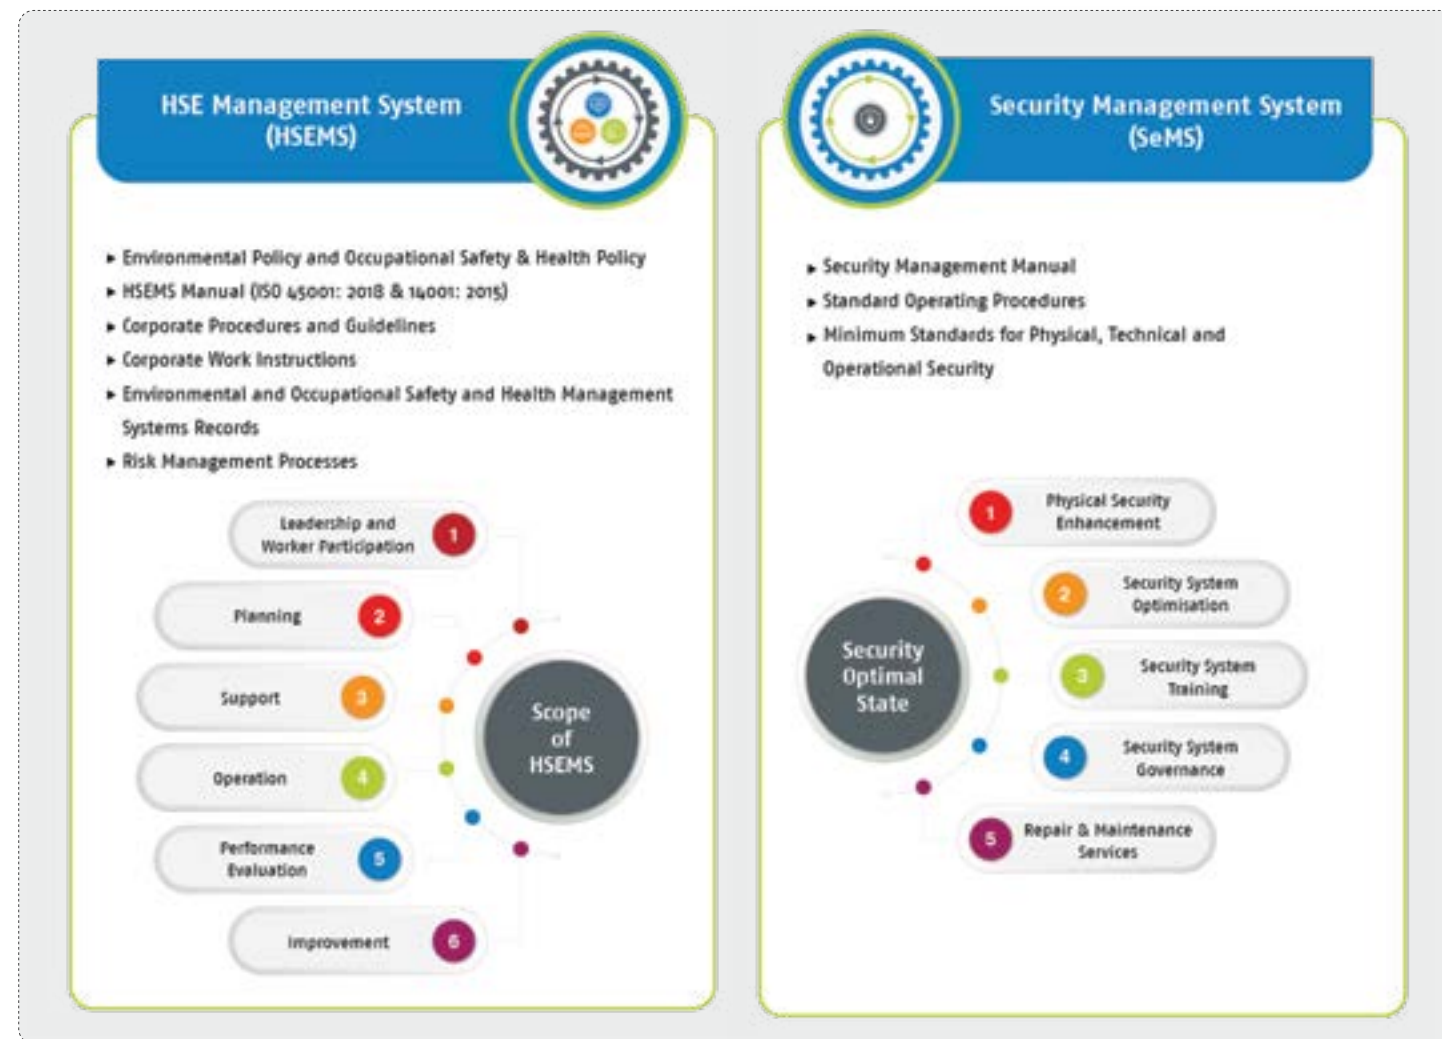 HSE Management System
(HSEMS)
► Environmental Policy and Occupational Safety & Health Policy
► HSEMS Manual (ISO 45001: 2018 & 14001: 2015)
► Corporate Procedures and Guidelines
► Corporate Work Instructions
► Environmental and Occupational Safety and Health Management
Systems Records
► Risk Management Processes
Leadership and
Worker Participation
1
Planning
2
Support
3
Operation
4
Performance
Evaluation
5
Improvement
6
Scope
of
HSEMS
Security Management System
(SeMS)
► Security Management Manual
► Standard Operating Procedures
► Minimum Standards for Physical, Technical and
Operational Security
Security
Optimal
State
1
Physical Security
Enhancement
2
Security System
Optimisation
3
Security System
Training
4
Security System
Governance
5
Repair & Maintenance
Services